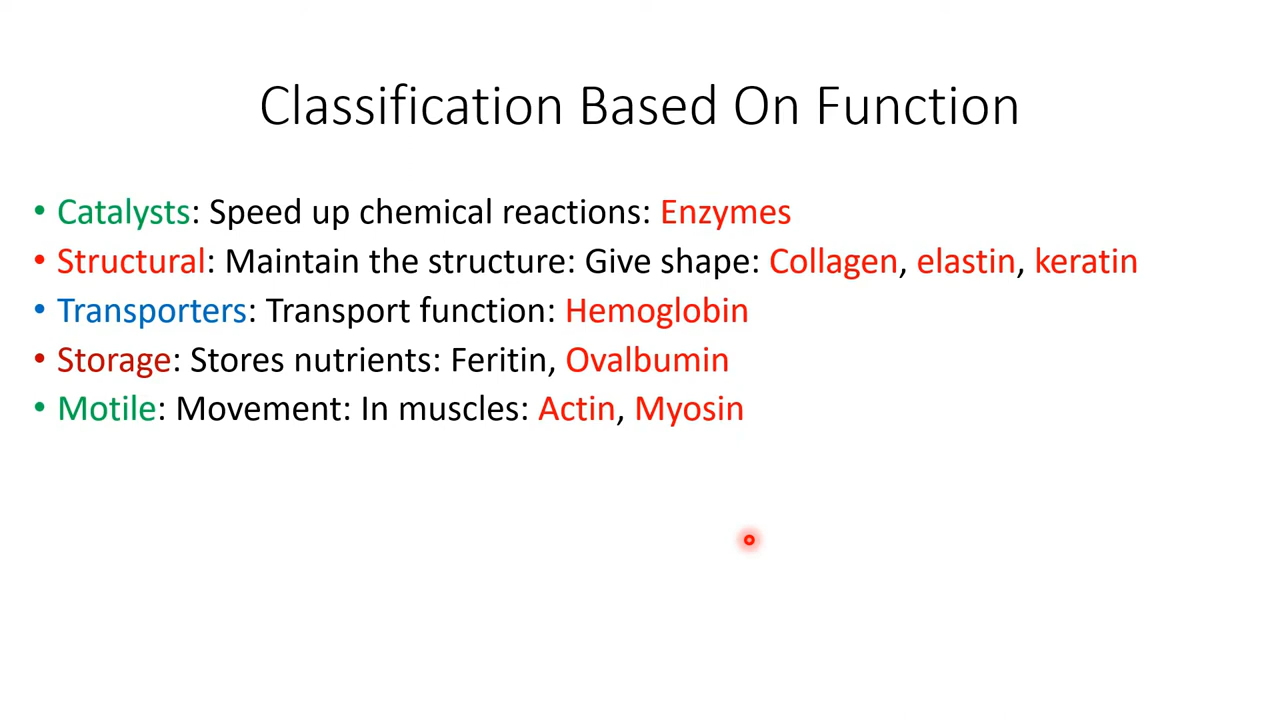 Classification Based On Function
• Catalysts: Speed up chemical reactions: Enzymes
• Structural: Maintain the structure: Give shape: Collagen, elastin, keratin
• Transporters: Transport function: Hemoglobin
• Storage: Stores nutrients: Feritin, Ovalbumin
• Motile: Movement: In muscles: Actin, Myosin